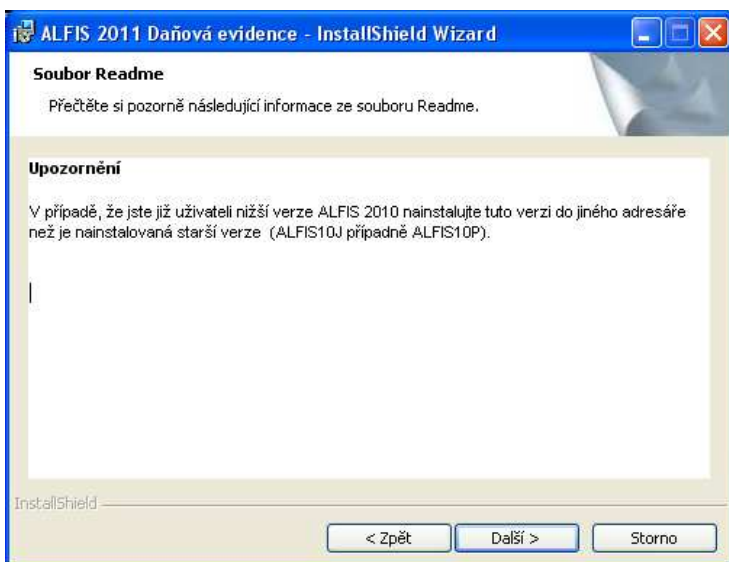 ALFIS 2011 Daňová evidence - InstallShield Wizard
Soubor Readme
Přečtěte si pozorně následující informace ze souboru Readme.
Upozornění
V případě, že jste již uživateli nižší verze ALFIS 2010 nainstalujte tuto verzi do jiného adresáře
než je nainstalovaná starší verze (ALFIS10J případně ALFIS10P).
InstallShield
< Zpět
Další >
Storno